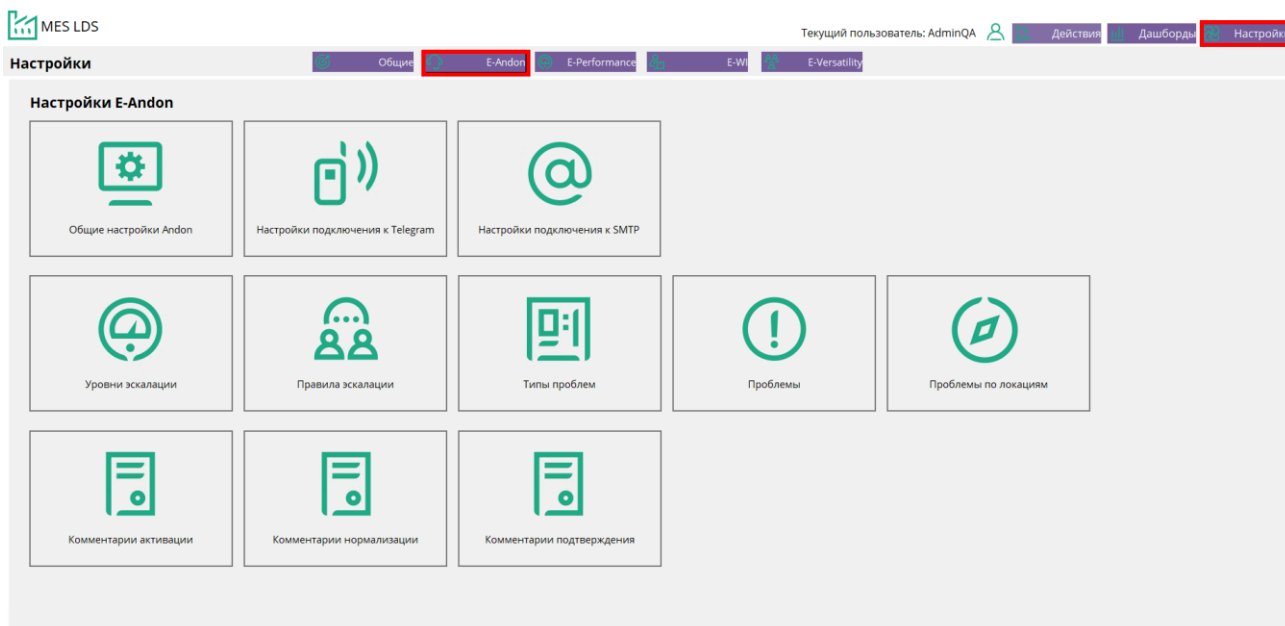 MES LDS
Текущий пользователь: AdminQA Действия Дашборды Настройк
Настройки Общие E-Andon E-Performance E-WI E-Versatility
Настройки E-Andon
Общие настройки Andon Настройки подключения к Telegram Настройки подключения к SMTP
Уровни эскалации Правила эскалации Типы проблем Проблемы Проблемы по локациям
Комментарии активации Комментарии нормализации Комментарии подтверждения